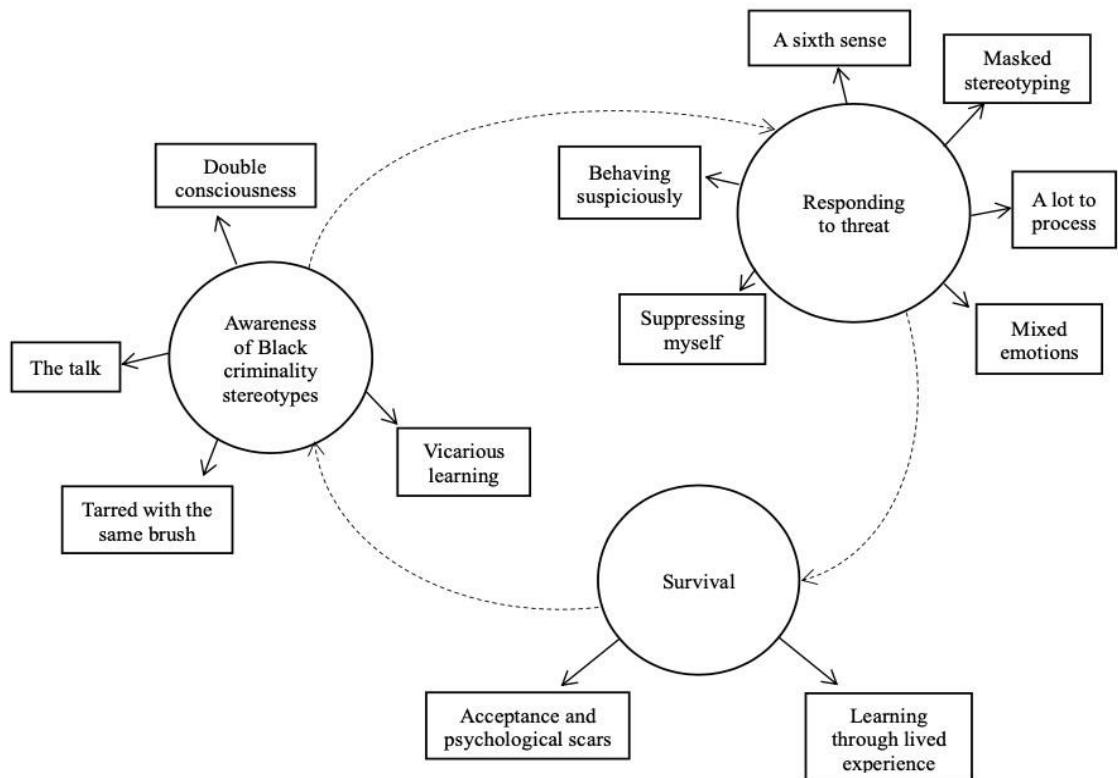 A sixth sense
Masked
stereotyping
Double
consciousness
Behaving
suspiciously
Responding
to threat
A lot to
process
Suppressing
myself
Mixed
emotions
Awareness
of Black
criminality
stereotypes
The talk
Vicarious
learning
Tarred with the
same brush
Survival
Acceptance and
psychological scars
Learning
through lived
experience